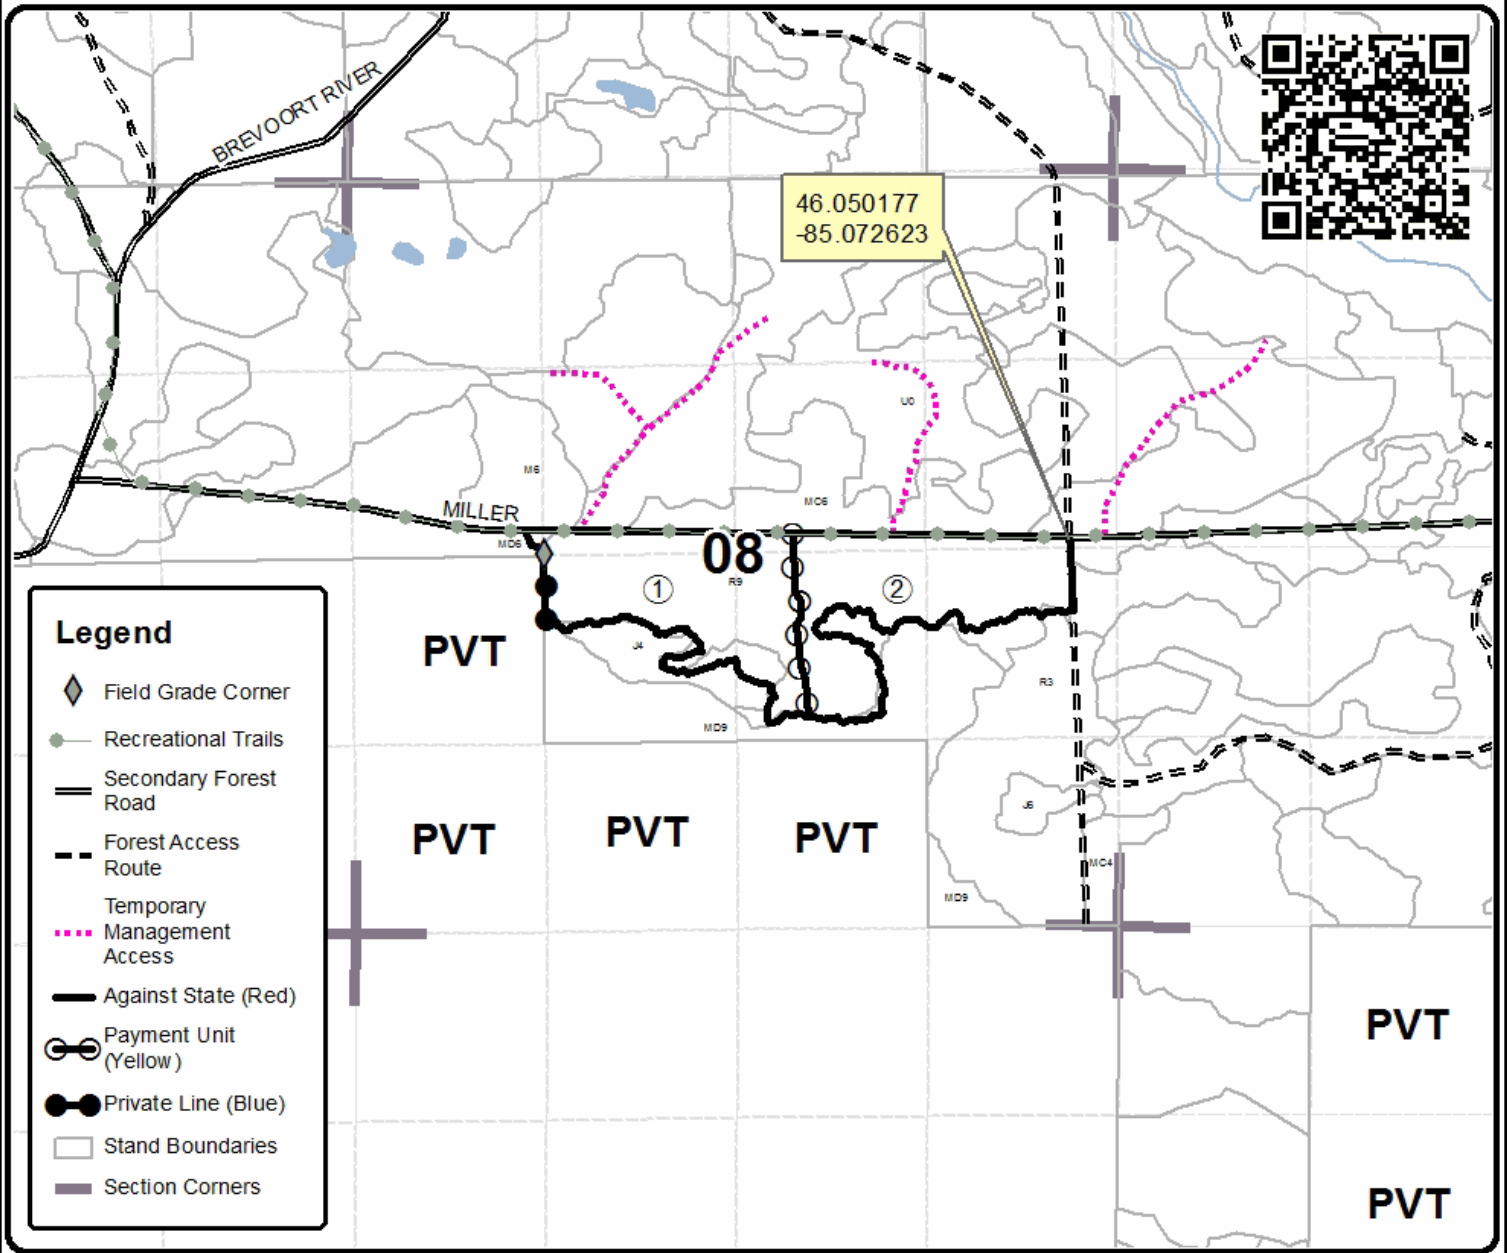 BREVOORT RIVER
46.050177
-85.072623
U0
M6
MC6
MILLER
MD6
08
1
R9
2
PVT
J4
R3
MD9
J6
PVT
PVT
PVT
MC4
MD9
PVT
PVT
Legend
Field Grade Corner
Recreational Trails
Secondary Forest
Road
Forest Access
Route
Temporary
Management
Access
Against State (Red)
Payment Unit
(Yellow)
Private Line (Blue)
Stand Boundaries
Section Corners